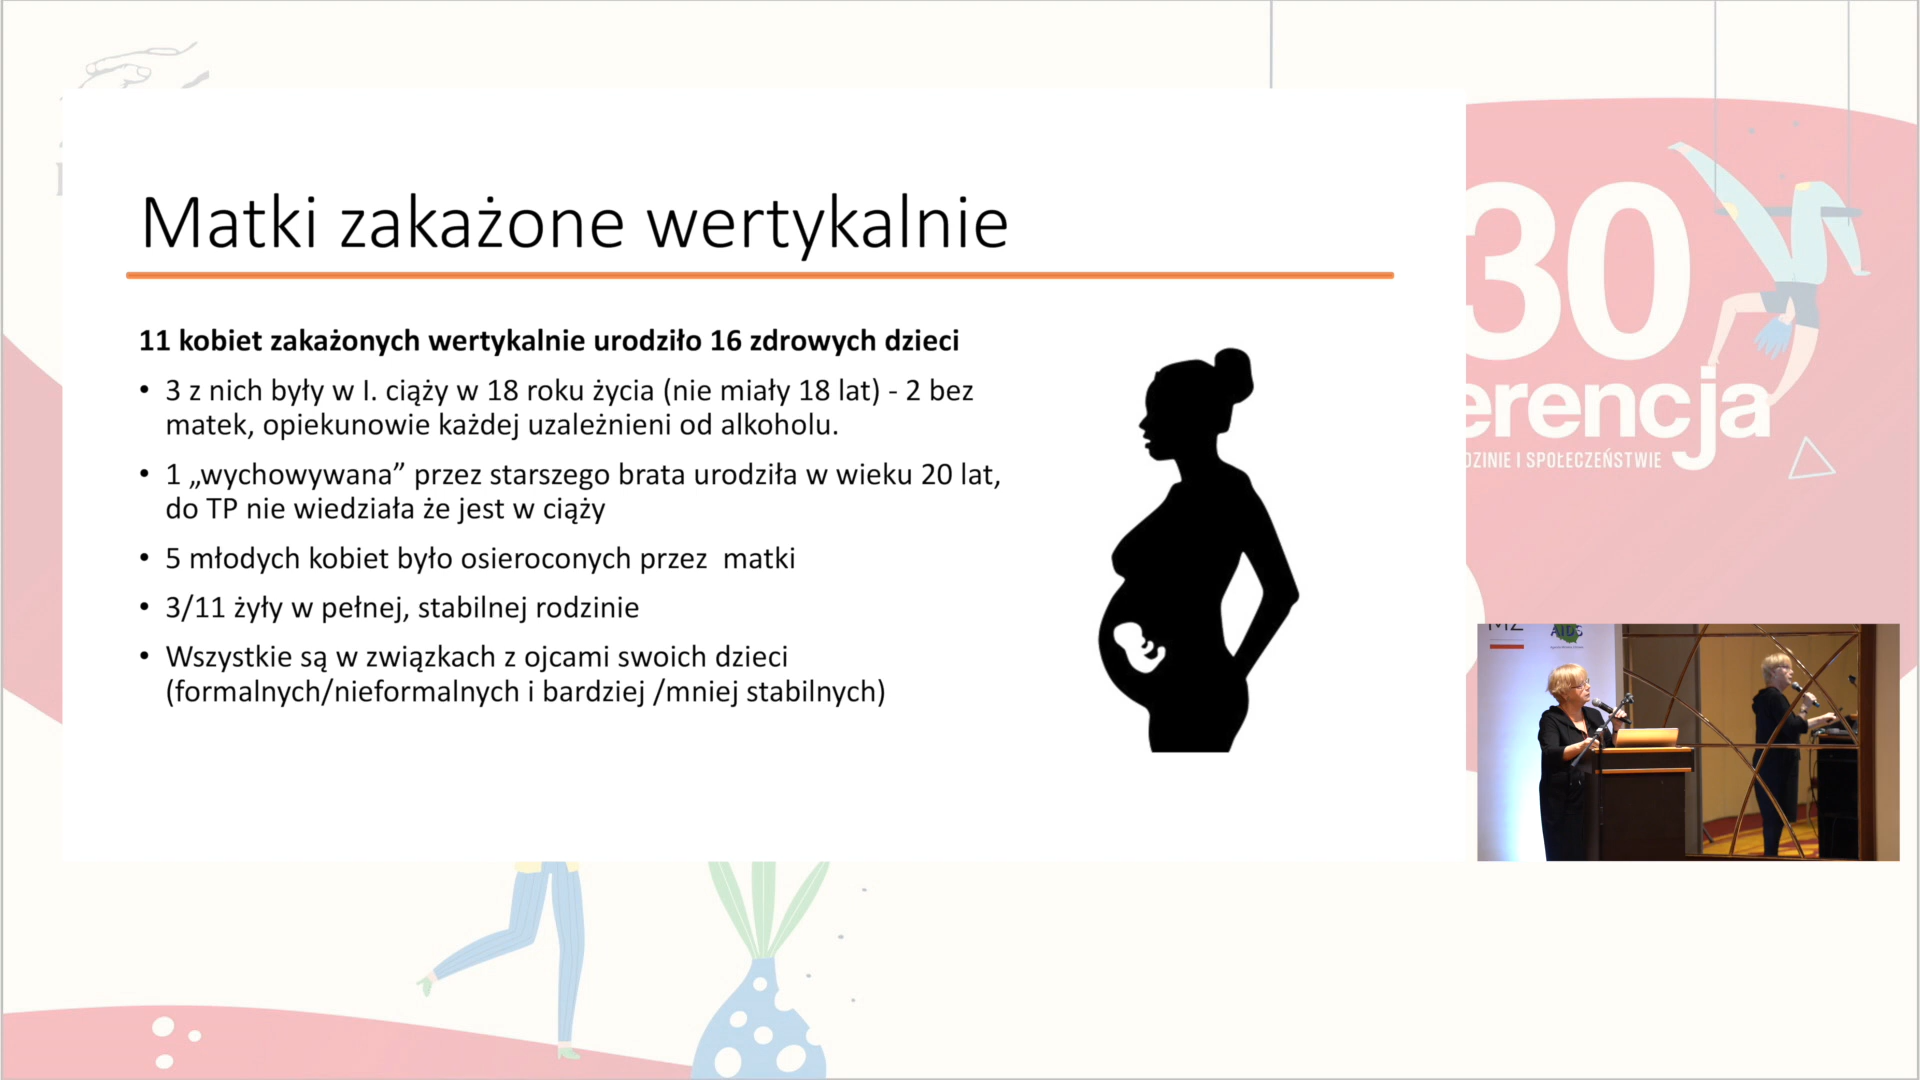 Matki zakażone wertykalnie
11 kobiet zakażonych wertykalnie urodziło 16 zdrowych dzieci
• 3 z nich były w I. ciąży w 18 roku życia (nie miały 18 lat) - 2 bez
matek, opiekunowie każdej uzależnieni od alkoholu.
• 1 „wychowywana” przez starszego brata urodziła w wieku 20 lat,
do TP nie wiedziała że jest w ciąży
• 5 młodych kobiet było osieroconych przez  matki
• 3/11 żyły w pełnej, stabilnej rodzinie
• Wszystkie są w związkach z ojcami swoich dzieci
(formalnych/nieformalnych i bardziej /mniej stabilnych)
30
erencja
DZINIE I SPOŁECZEŃSTWIE
MZ
AIDS